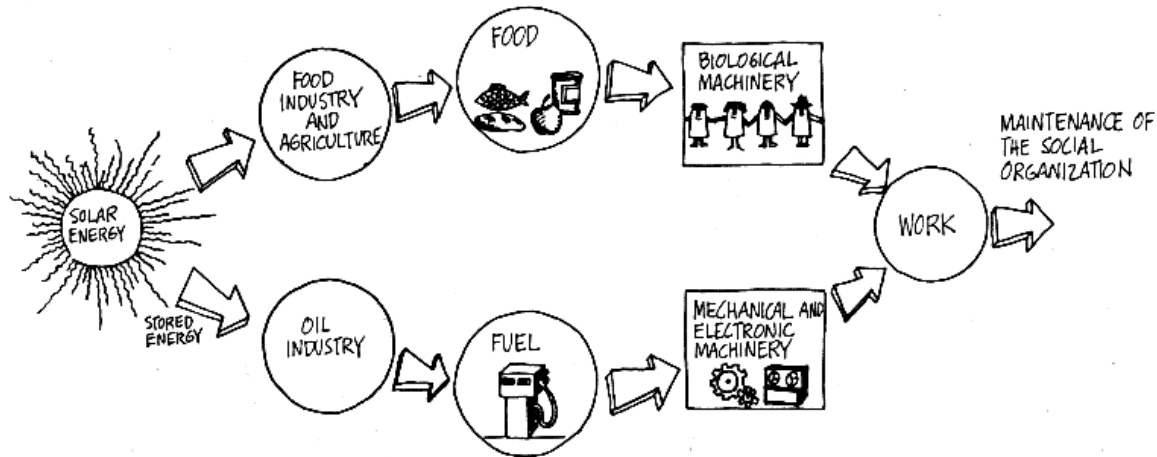 SOLAR
ENERGY
FOOD
INDUSTRY
AND
AGRICULTURE
FOOD
BIOLOGICAL
MACHINERY
STORED
ENERGY
OIL
INDUSTRY
FUEL
MECHANICAL AND
ELECTRONIC
MACHINERY
WORK
MAINTENANCE OF
THE SOCIAL
ORGANIZATION